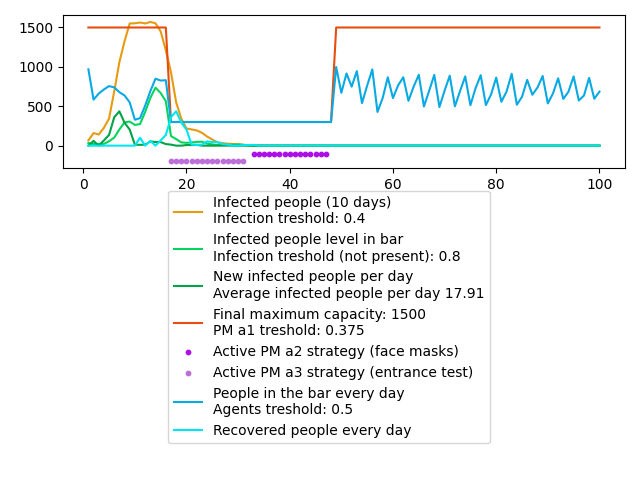 1500
1000
500
0
0
20
40
60
80
100
Infected people (10 days)
Infection treshold: 0.4
Infected people level in bar
Infection treshold (not present): 0.8
New infected people per day
Average infected people per day 17.91
Final maximum capacity: 1500
PM a1 treshold: 0.375
Active PM a2 strategy (face masks)
Active PM a3 strategy (entrance test)
People in the bar every day
Agents treshold: 0.5
Recovered people every day